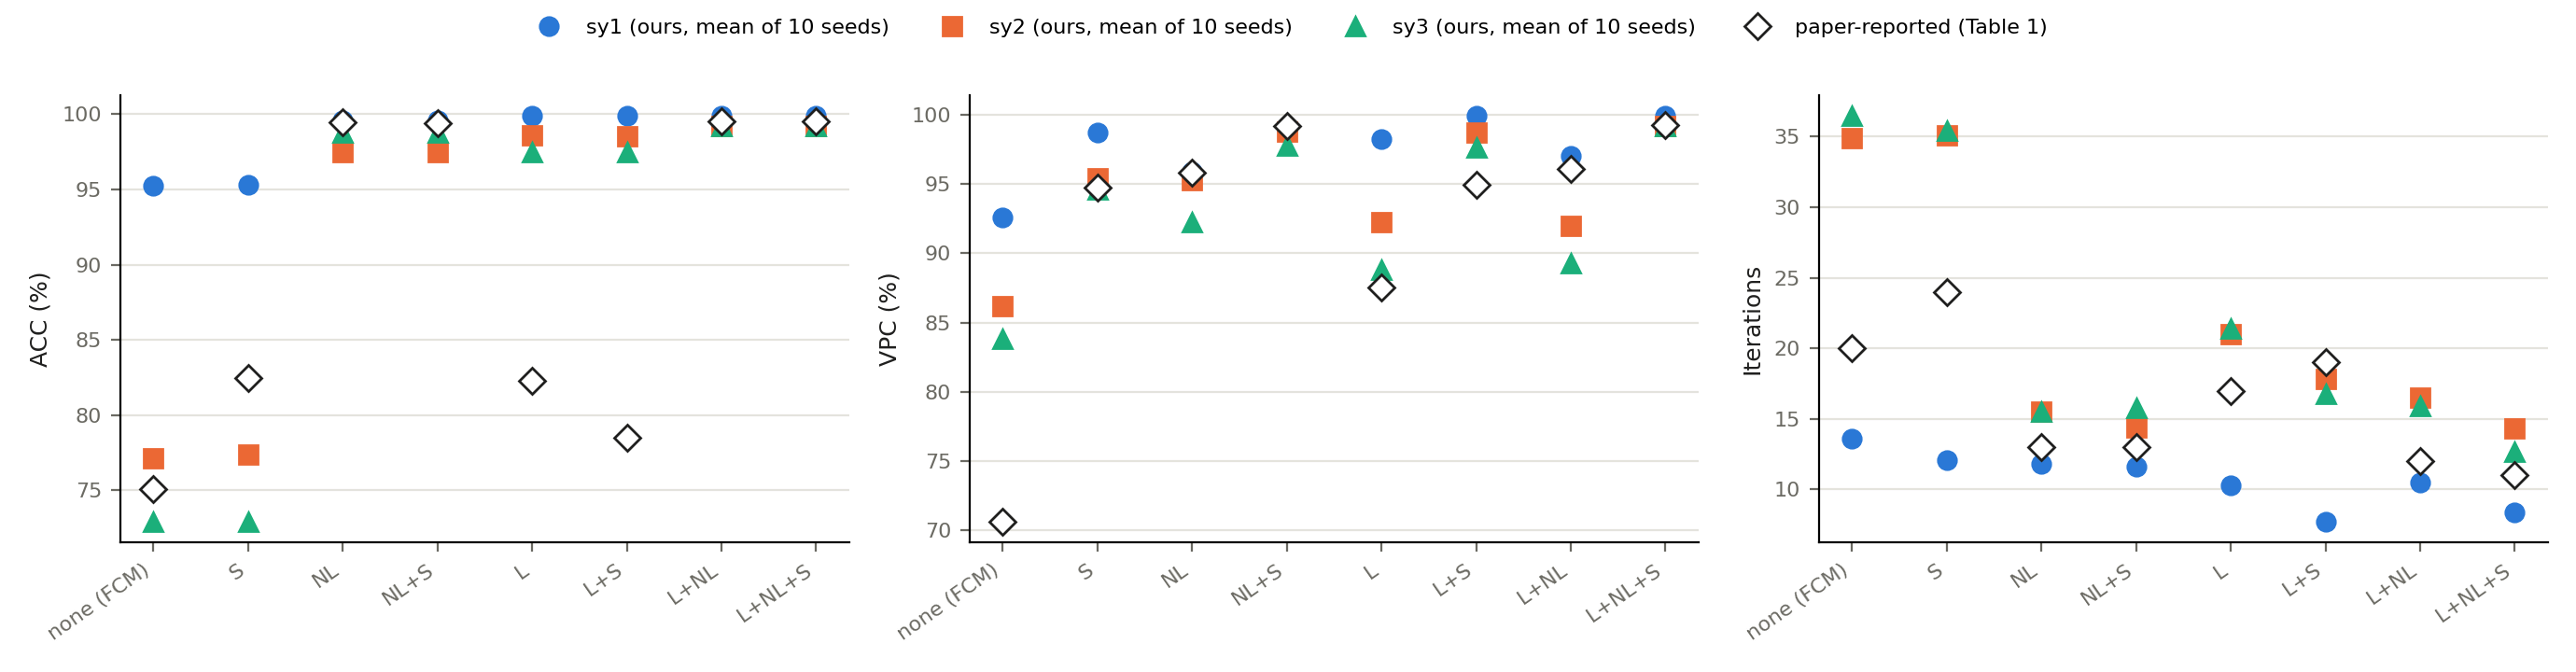 sy1 (ours, mean of 10 seeds)
sy2 (ours, mean of 10 seeds)
sy3 (ours, mean of 10 seeds)
paper-reported (Table 1)
ACC (%)
100
95
90
85
80
75
none (FCM)
S
NL
NL+S
L
L+S
L+NL
L+NL+S
VPC (%)
100
95
90
85
80
75
70
none (FCM)
S
NL
NL+S
L
L+S
L+NL
L+NL+S
Iterations
35
30
25
20
15
10
none (FCM)
S
NL
NL+S
L
L+S
L+NL
L+NL+S